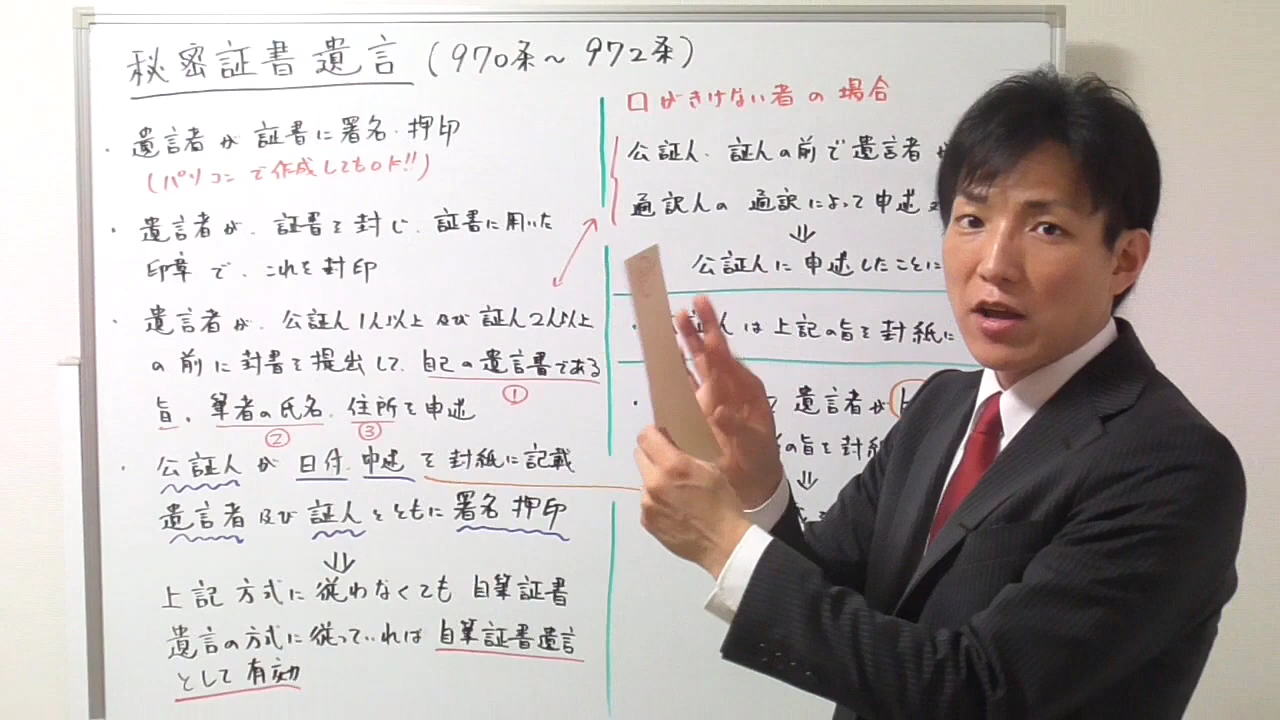 秘密証書遺言(970条~972条)
・遺言者が証書に署名・押印
(パソコンで作成してもOK!!)
・遺言者が、証書を封じ、証書に用いた
印章で、これを封印
・遺言者が、公証人1人以上及び証人2人以上
の前に封書を提出して、自己の遺言書である
①
旨、筆者の氏名、住所を申述
② ③
・公証人が日付、申述を封紙に記載
遺言者及び証人とともに署名押印
⇓
上記方式に従わなくても自筆証書
遺言の方式に従っていれば自筆証書遺言
として有効
口がきけない者の場合
公証人、証人の前で遺言者が
通訳人の通訳によって申述
⇓
公証人に申述したことに
・証人は上記の旨を封紙に
・遺言者が
の旨を封紙
⇓